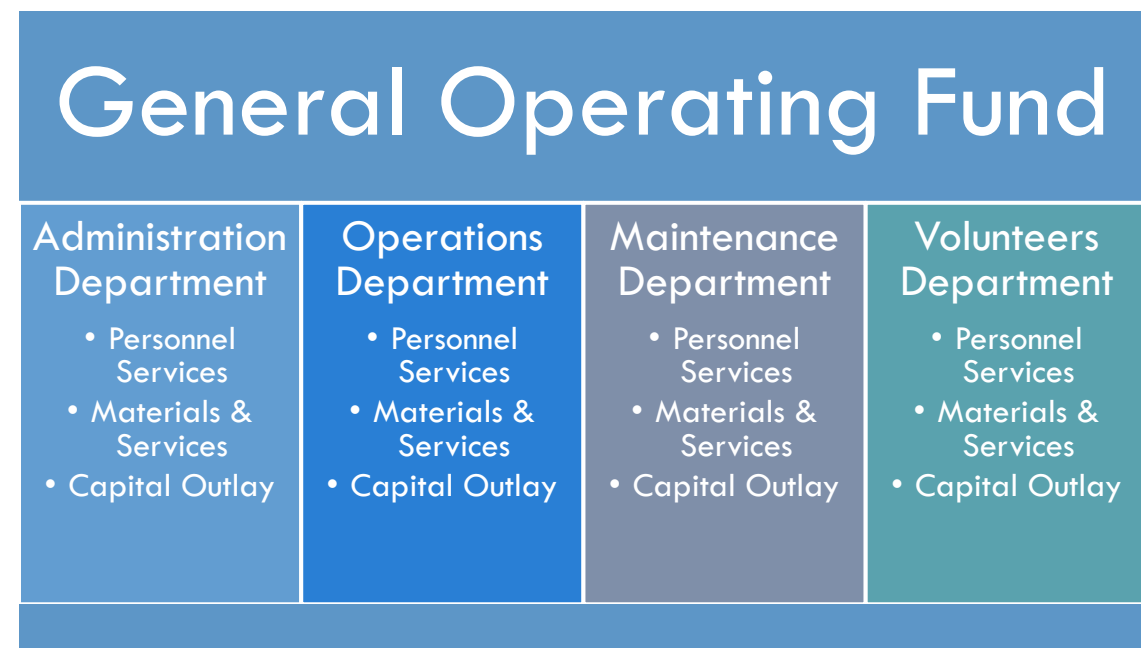 General Operating Fund
Administration
Department
• Personnel
Services
• Materials &
Services
• Capital Outlay
Operations
Department
• Personnel
Services
• Materials &
Services
• Capital Outlay
Maintenance
Department
• Personnel
Services
• Materials &
Services
• Capital Outlay
Volunteers
Department
• Personnel
Services
• Materials &
Services
• Capital Outlay